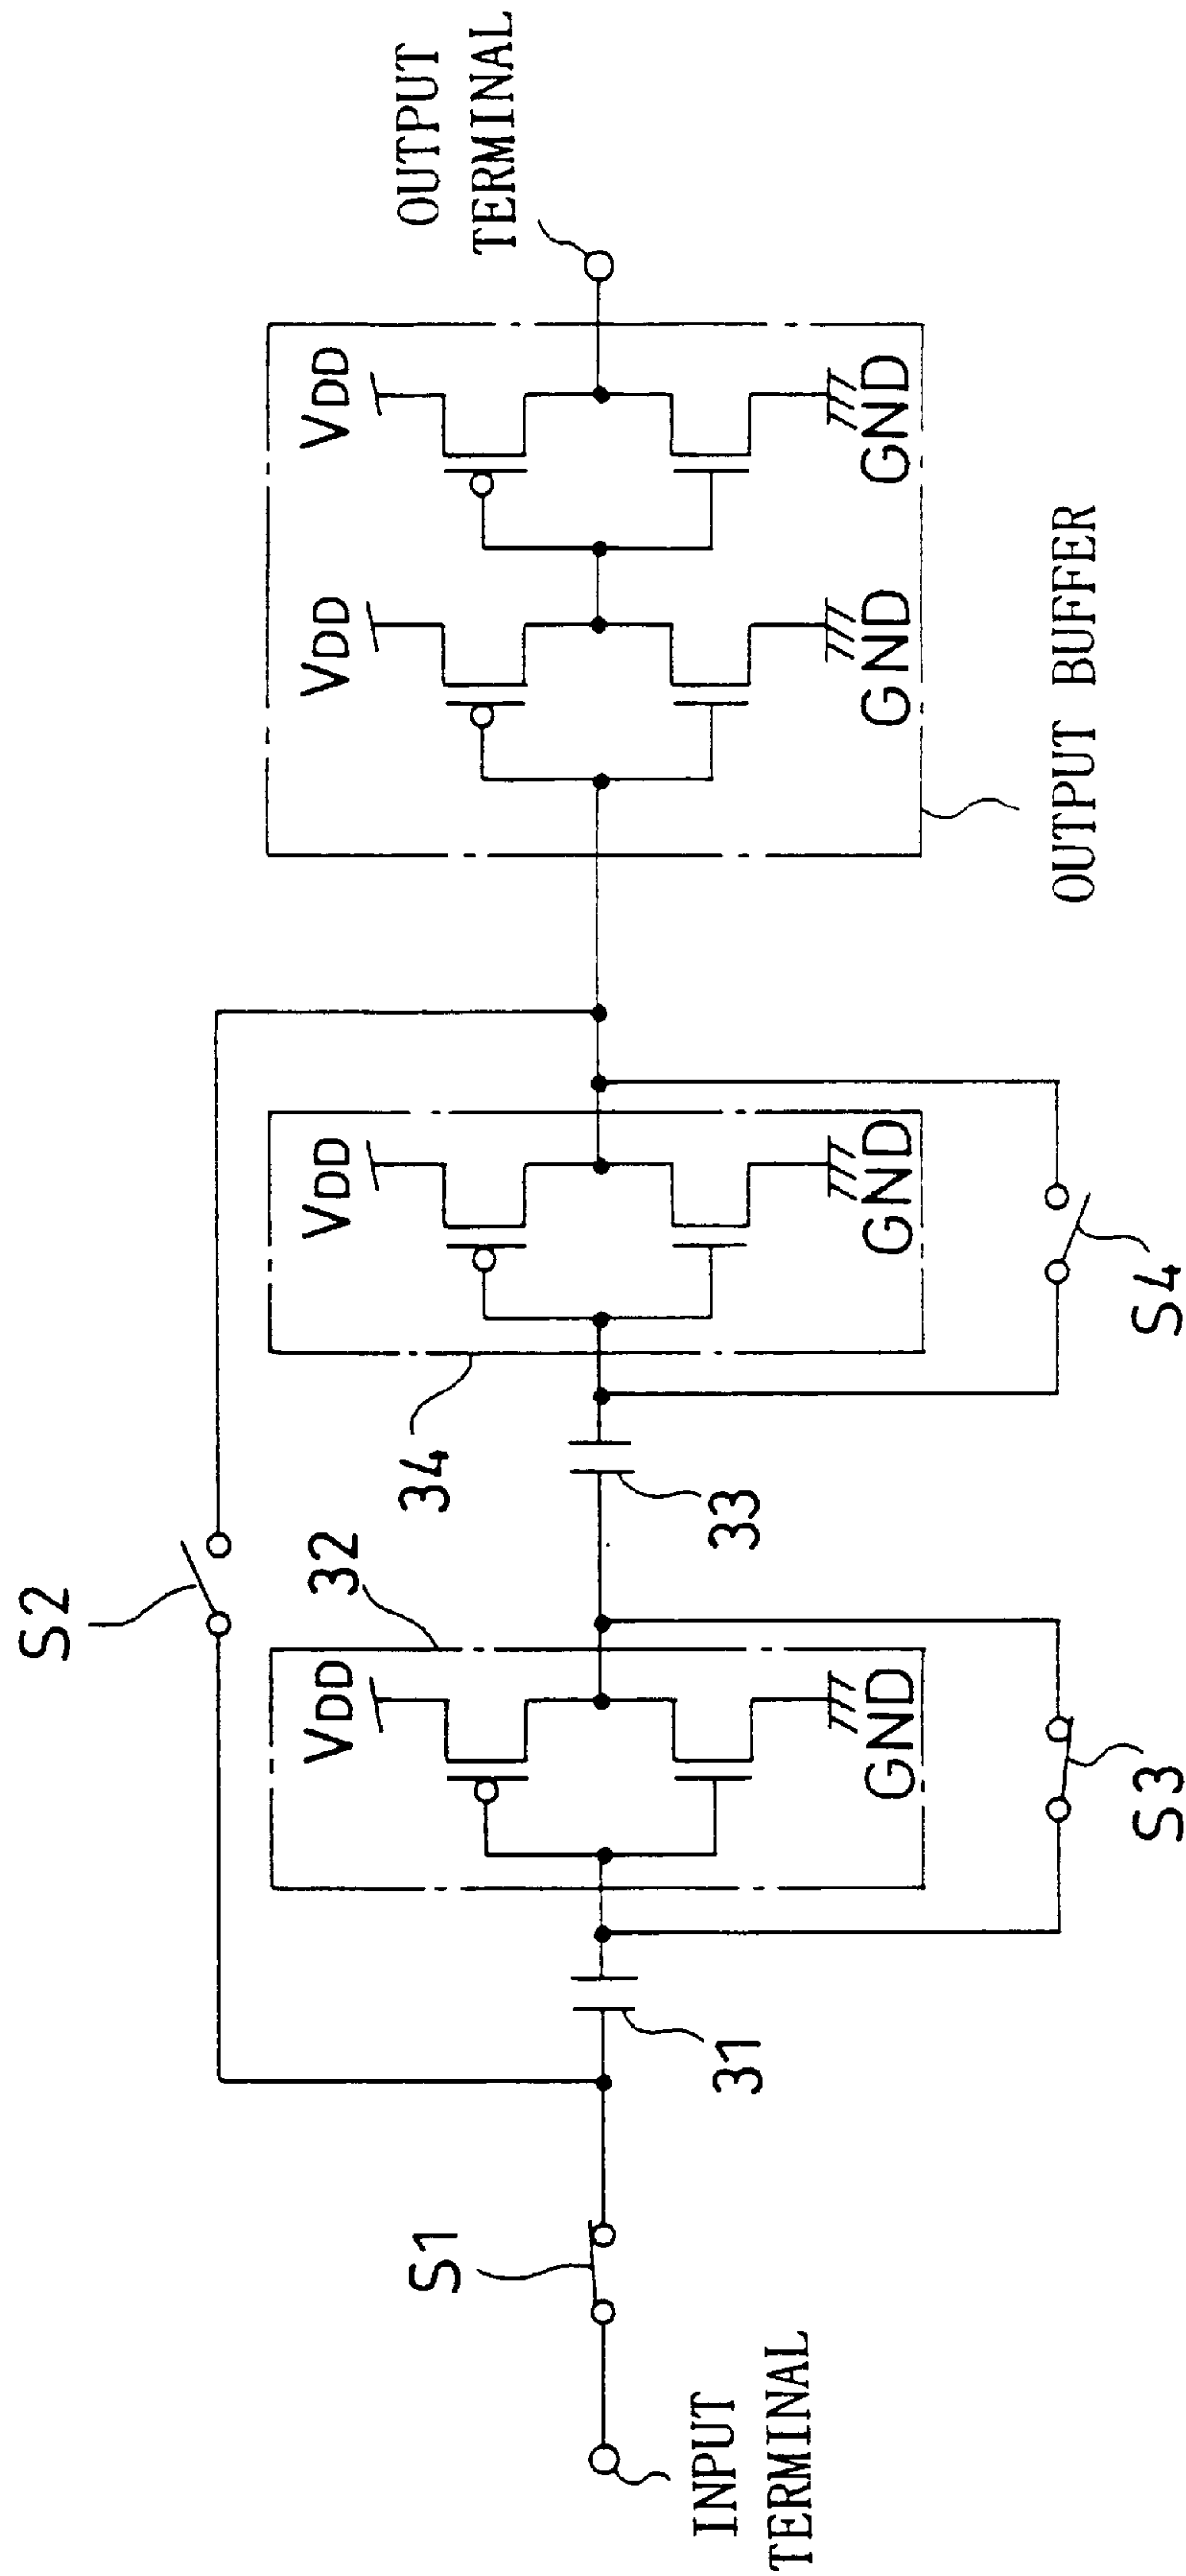 S2
INPUT
TERMINAL
S1
31
32
VDD
GND
S3
33
34
VDD
GND
S4
VDD
GND
VDD
GND
OUTPUT BUFFER
OUTPUT
TERMINAL